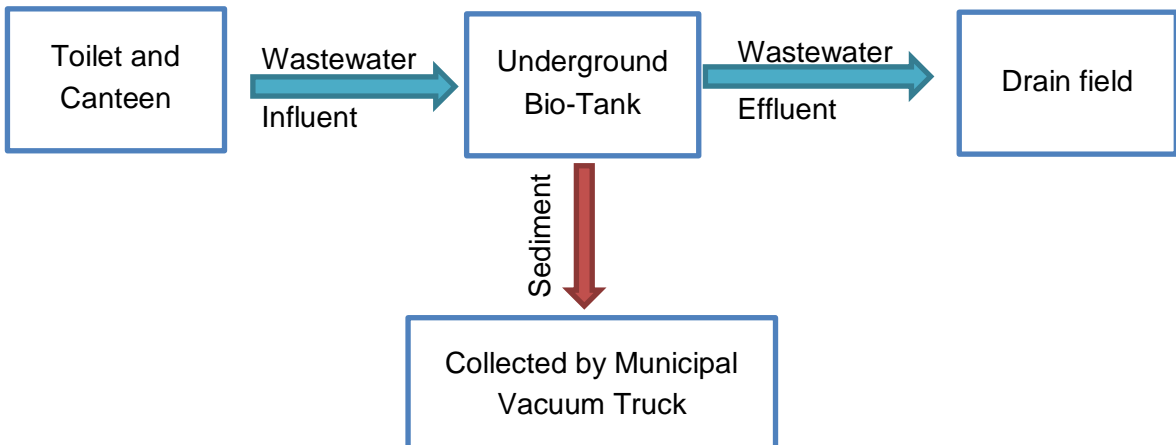 Toilet and
Canteen
Wastewater
Influent
Underground
Bio-Tank
Wastewater
Effluent
Drain field
Sediment
Collected by Municipal
Vacuum Truck